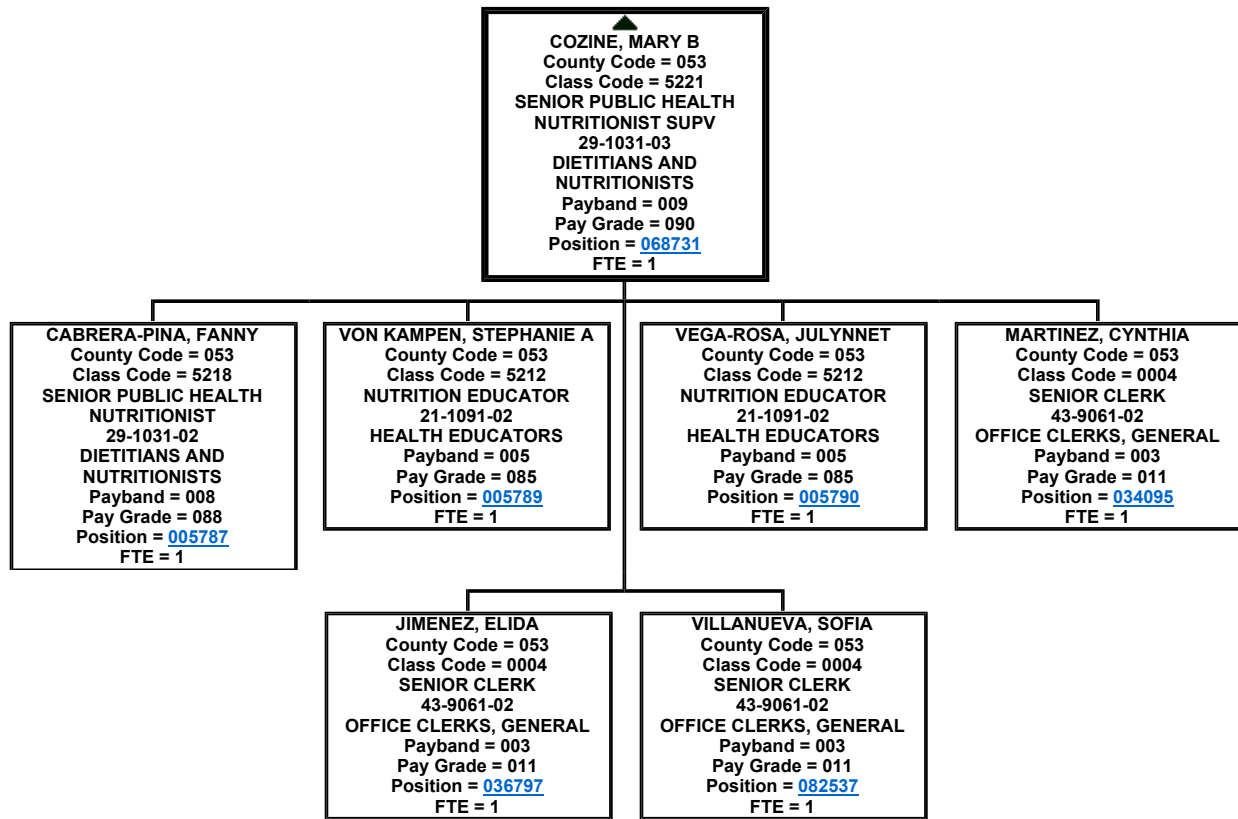 COZINE, MARY B
County Code = 053
Class Code = 5221
SENIOR PUBLIC HEALTH
NUTRITIONIST SUPV
29-1031-03
DIETITIANS AND
NUTRITIONISTS
Payband = 009
Pay Grade = 090
Position = 068731
FTE = 1
CABRERA-PINA, FANNY
County Code = 053
Class Code = 5218
SENIOR PUBLIC HEALTH
NUTRITIONIST
29-1031-02
DIETITIANS AND
NUTRITIONISTS
Payband = 008
Pay Grade = 088
Position = 005787
FTE = 1
VON KAMPEN, STEPHANIE A
County Code = 053
Class Code = 5212
NUTRITION EDUCATOR
21-1091-02
HEALTH EDUCATORS
Payband = 005
Pay Grade = 085
Position = 005789
FTE = 1
VEGA-ROSA, JULYNNET
County Code = 053
Class Code = 5212
NUTRITION EDUCATOR
21-1091-02
HEALTH EDUCATORS
Payband = 005
Pay Grade = 085
Position = 005790
FTE = 1
MARTINEZ, CYNTHIA
County Code = 053
Class Code = 0004
SENIOR CLERK
43-9061-02
OFFICE CLERKS, GENERAL
Payband = 003
Pay Grade = 011
Position = 034095
FTE = 1
JIMENEZ, ELIDA
County Code = 053
Class Code = 0004
SENIOR CLERK
43-9061-02
OFFICE CLERKS, GENERAL
Payband = 003
Pay Grade = 011
Position = 036797
FTE = 1
VILLANUEVA, SOFIA
County Code = 053
Class Code = 0004
SENIOR CLERK
43-9061-02
OFFICE CLERKS, GENERAL
Payband = 003
Pay Grade = 011
Position = 082537
FTE = 1